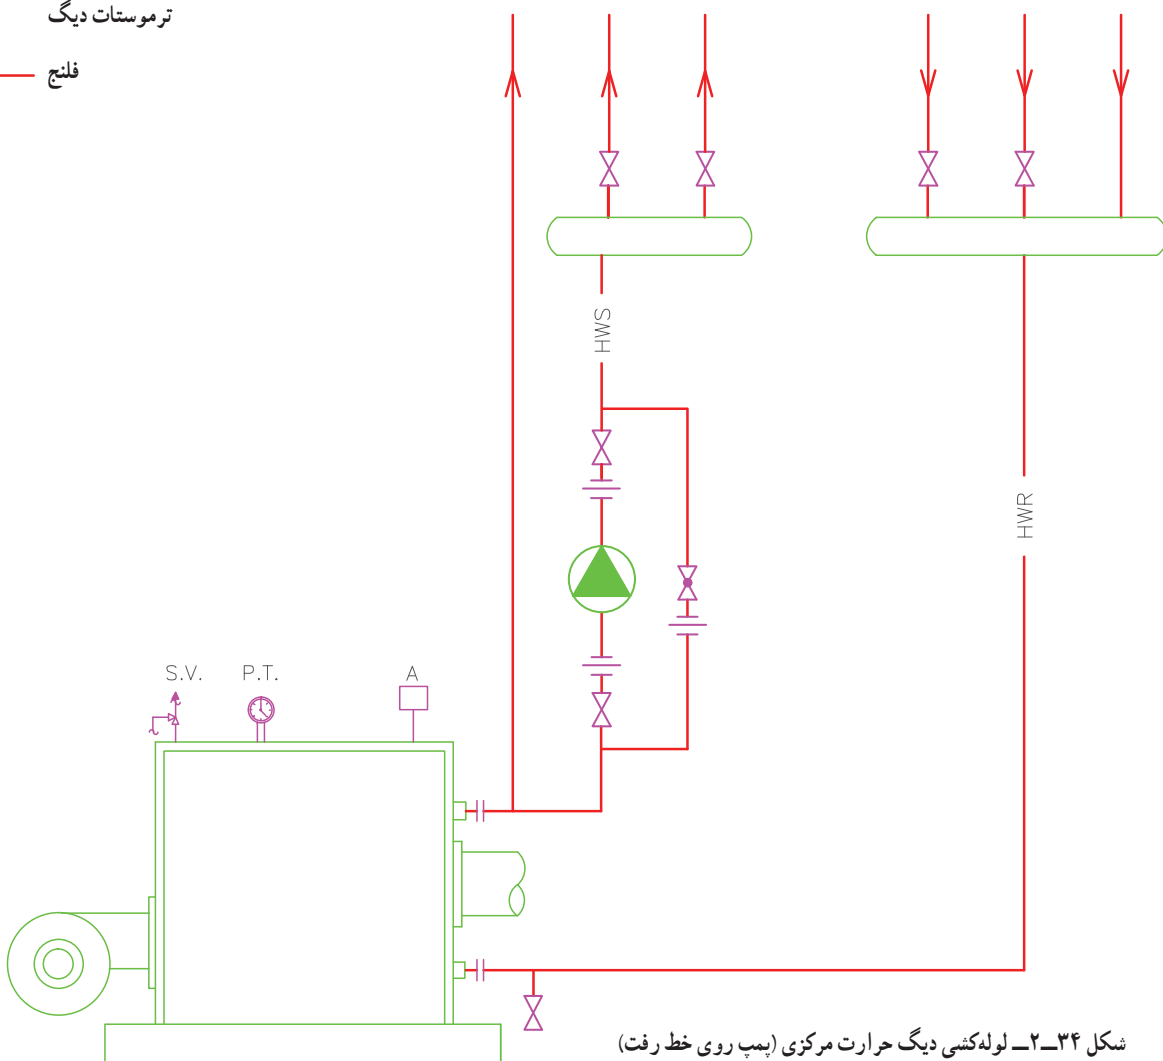 ترموستات دیگ
فلنج
HWS
HWR
S.V.
P.T.
A
شکل ۳۴ــ۲ــ لوله‌کشی دیگ حرارت مرکزی (پمپ روی خط رفت)